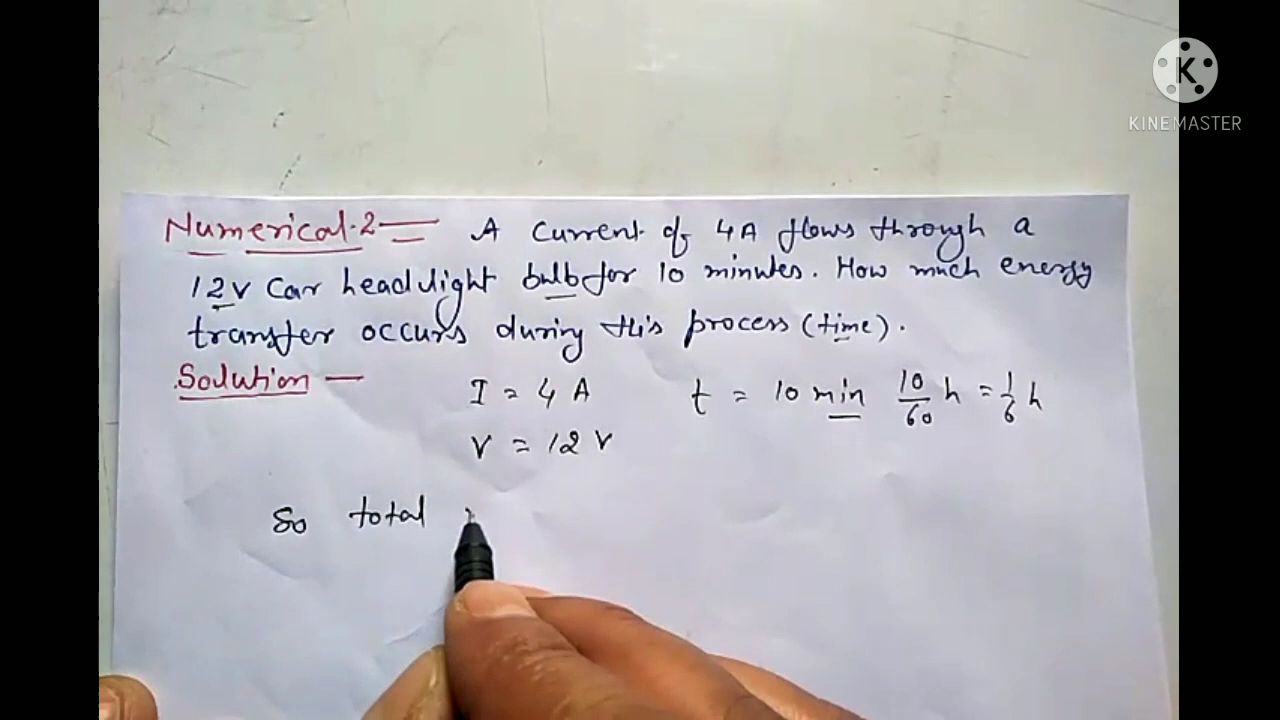 KINEMASTER
Numerical.2 — A current of 4A flows through a
12V Car headlight bulb for 10 minutes. How much energy
transfer occurs during this process (time).
Solution — I = 4 A t = 10 min 10/60 h = 1/6 h
V = 12 V
So total